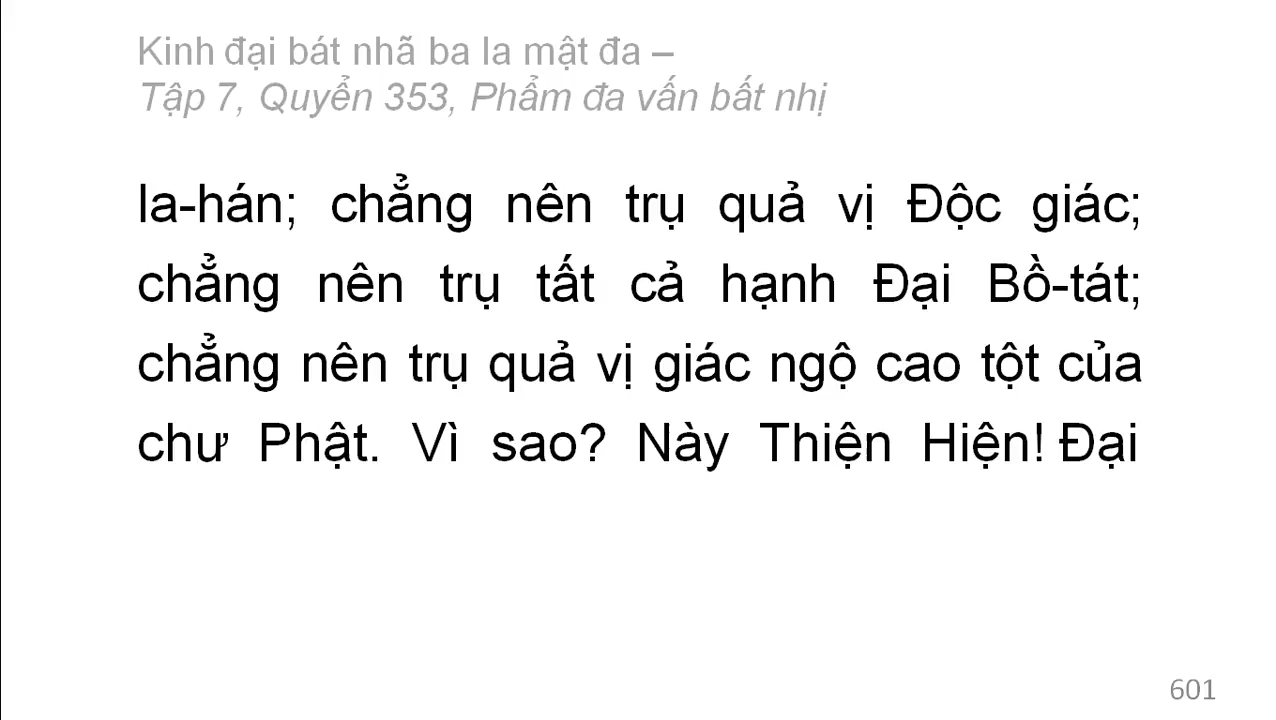 Kinh đại bát nhã ba la mật đa –
Tập 7, Quyển 353, Phẩm đa vấn bất nhị
la-hán; chẳng nên trụ quả vị Độc giác;
chẳng nên trụ tất cả hạnh Đại Bồ-tát;
chẳng nên trụ quả vị giác ngộ cao tột của
chư Phật. Vì sao? Này Thiện Hiện! Đại
601